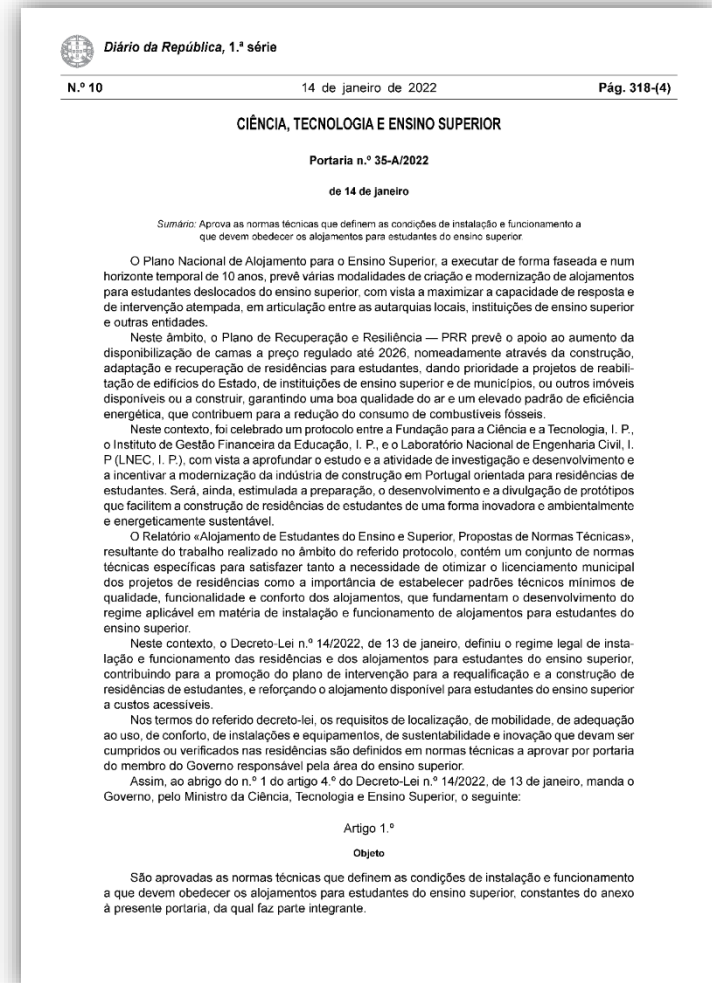 Diário da República, 1.ª série
N.º 10 14 de janeiro de 2022 Pág. 318-(4)
CIÊNCIA, TECNOLOGIA E ENSINO SUPERIOR
Portaria n.º 35-A/2022
de 14 de janeiro
Sumário: Aprova as normas técnicas que definem as condições de instalação e funcionamento a
que devem obedecer os alojamentos para estudantes do ensino superior.
O Plano Nacional de Alojamento para o Ensino Superior, a executar de forma faseada e num
horizonte temporal de 10 anos, prevê várias modalidades de criação e modernização de alojamentos
para estudantes deslocados do ensino superior, com vista a maximizar a capacidade de resposta e
de intervenção atempada, em articulação entre as autarquias locais, instituições de ensino superior
e outras entidades.
Neste âmbito, o Plano de Recuperação e Resiliência — PRR prevê o apoio ao aumento da
disponibilização de camas a preço regulado até 2026, nomeadamente através da construção,
adaptação e recuperação de residências para estudantes, dando prioridade a projetos de reabili-
tação de edifícios do Estado, de instituições de ensino superior e de municípios, ou outros imóveis
disponíveis ou a construir, garantindo uma boa qualidade do ar e um elevado padrão de eficiência
energética, que contribuem para a redução do consumo de combustíveis fósseis.
Neste contexto, foi celebrado um protocolo entre a Fundação para a Ciência e a Tecnologia, I. P.,
o Instituto de Gestão Financeira da Educação, I. P., e o Laboratório Nacional de Engenharia Civil, I.
P (LNEC, I. P.), com vista a aprofundar o estudo e a atividade de investigação e desenvolvimento e
a incentivar a modernização da indústria de construção em Portugal orientada para residências de
estudantes. Será, ainda, estimulada a preparação, o desenvolvimento e a divulgação de protótipos
que facilitem a construção de residências de estudantes de uma forma inovadora e ambientalmente
e energeticamente sustentável.
O Relatório «Alojamento de Estudantes do Ensino e Superior, Propostas de Normas Técnicas»,
resultante do trabalho realizado no âmbito do referido protocolo, contém um conjunto de normas
técnicas específicas para satisfazer tanto a necessidade de otimizar o licenciamento municipal
dos projetos de residências como a importância de estabelecer padrões técnicos mínimos de
qualidade, funcionalidade e conforto dos alojamentos, que fundamentam o desenvolvimento do
regime aplicável em matéria de instalação e funcionamento de alojamentos para estudantes do
ensino superior.
Neste contexto, o Decreto-Lei n.º 14/2022, de 13 de janeiro, definiu o regime legal de insta-
lação e funcionamento das residências e dos alojamentos para estudantes do ensino superior,
contribuindo para a promoção do plano de intervenção para a requalificação e a construção de
residências de estudantes, e reforçando o alojamento disponível para estudantes do ensino superior
a custos acessíveis.
Nos termos do referido decreto-lei, os requisitos de localização, de mobilidade, de adequação
ao uso, de conforto, de instalações e equipamentos, de sustentabilidade e inovação que devam ser
cumpridos ou verificados nas residências são definidos em normas técnicas a aprovar por portaria
do membro do Governo responsável pela área do ensino superior.
Assim, ao abrigo do n.º 1 do artigo 4.º do Decreto-Lei n.º 14/2022, de 13 de janeiro, manda o
Governo, pelo Ministro da Ciência, Tecnologia e Ensino Superior, o seguinte:
Artigo 1.º
Objeto
São aprovadas as normas técnicas que definem as condições de instalação e funcionamento
a que devem obedecer os alojamentos para estudantes do ensino superior, constantes do anexo
à presente portaria, da qual faz parte integrante.